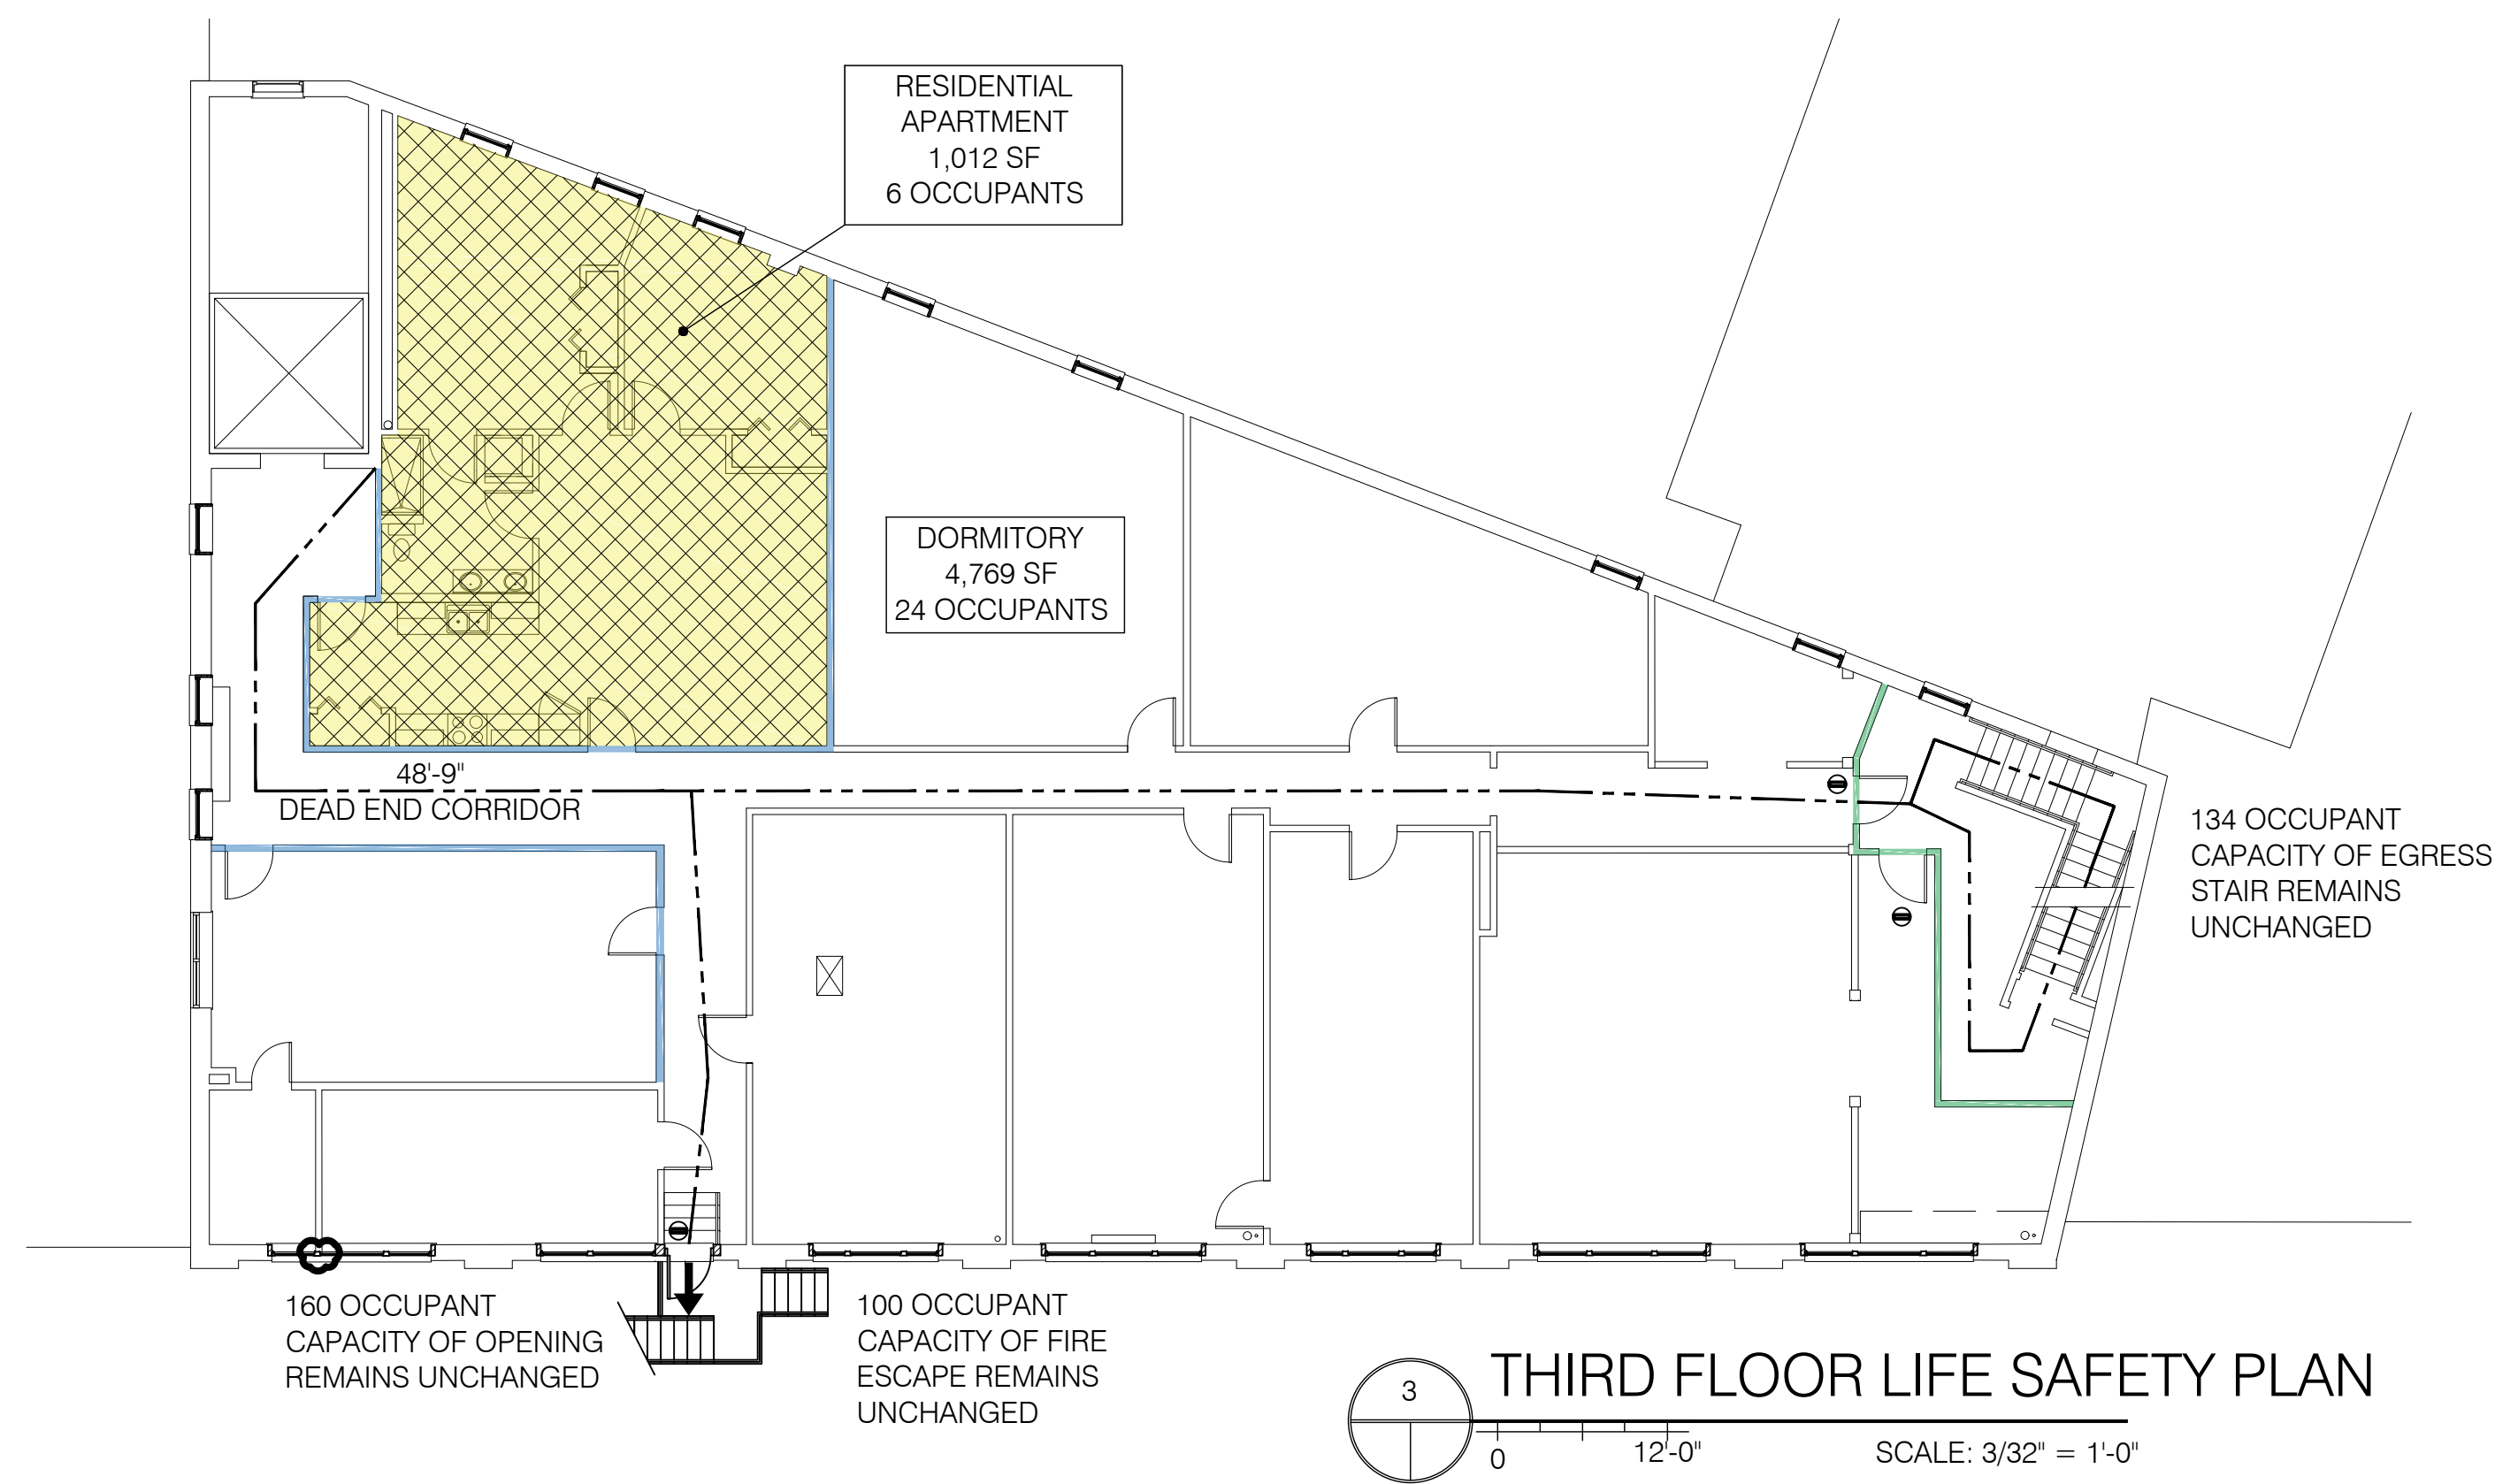 RESIDENTIAL
APARTMENT
1,012 SF
6 OCCUPANTS
DORMITORY
4,769 SF
24 OCCUPANTS
48'-9"
DEAD END CORRIDOR
134 OCCUPANT
CAPACITY OF EGRESS
STAIR REMAINS
UNCHANGED
160 OCCUPANT
CAPACITY OF OPENING
REMAINS UNCHANGED
100 OCCUPANT
CAPACITY OF FIRE
ESCAPE REMAINS
UNCHANGED
3
THIRD FLOOR LIFE SAFETY PLAN
0
12'-0"
SCALE: 3/32" = 1'-0"